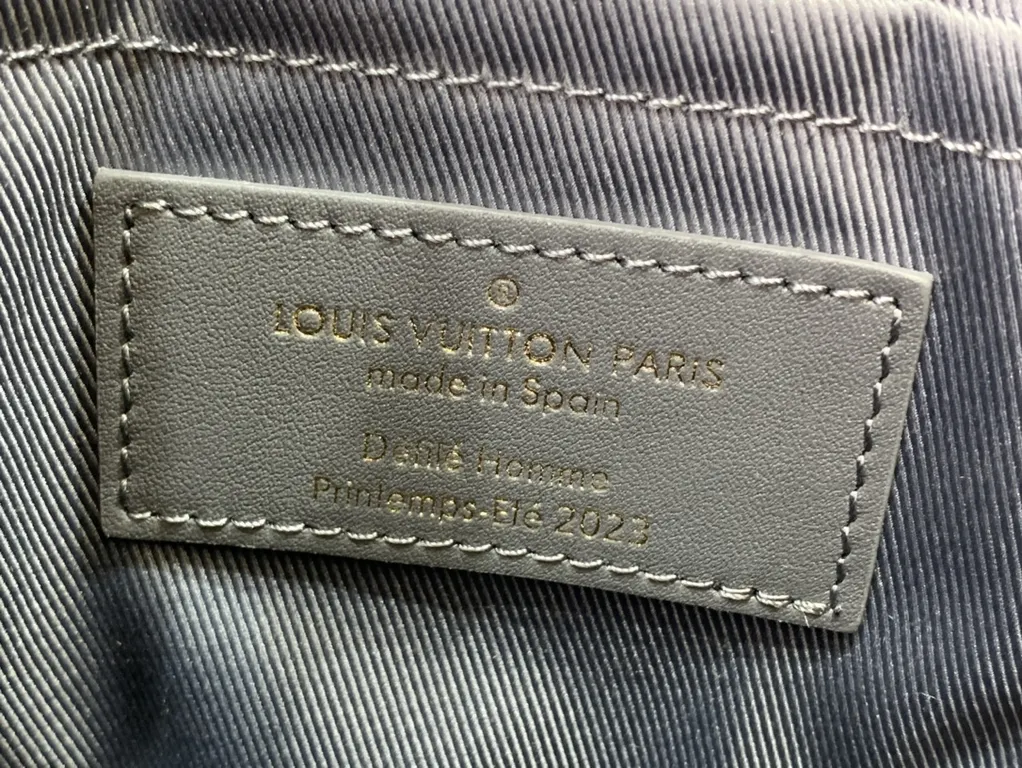 ®
LOUIS VUITTON PARIS
made in Spain
Défilé Homme
Printemps-Eté 2023